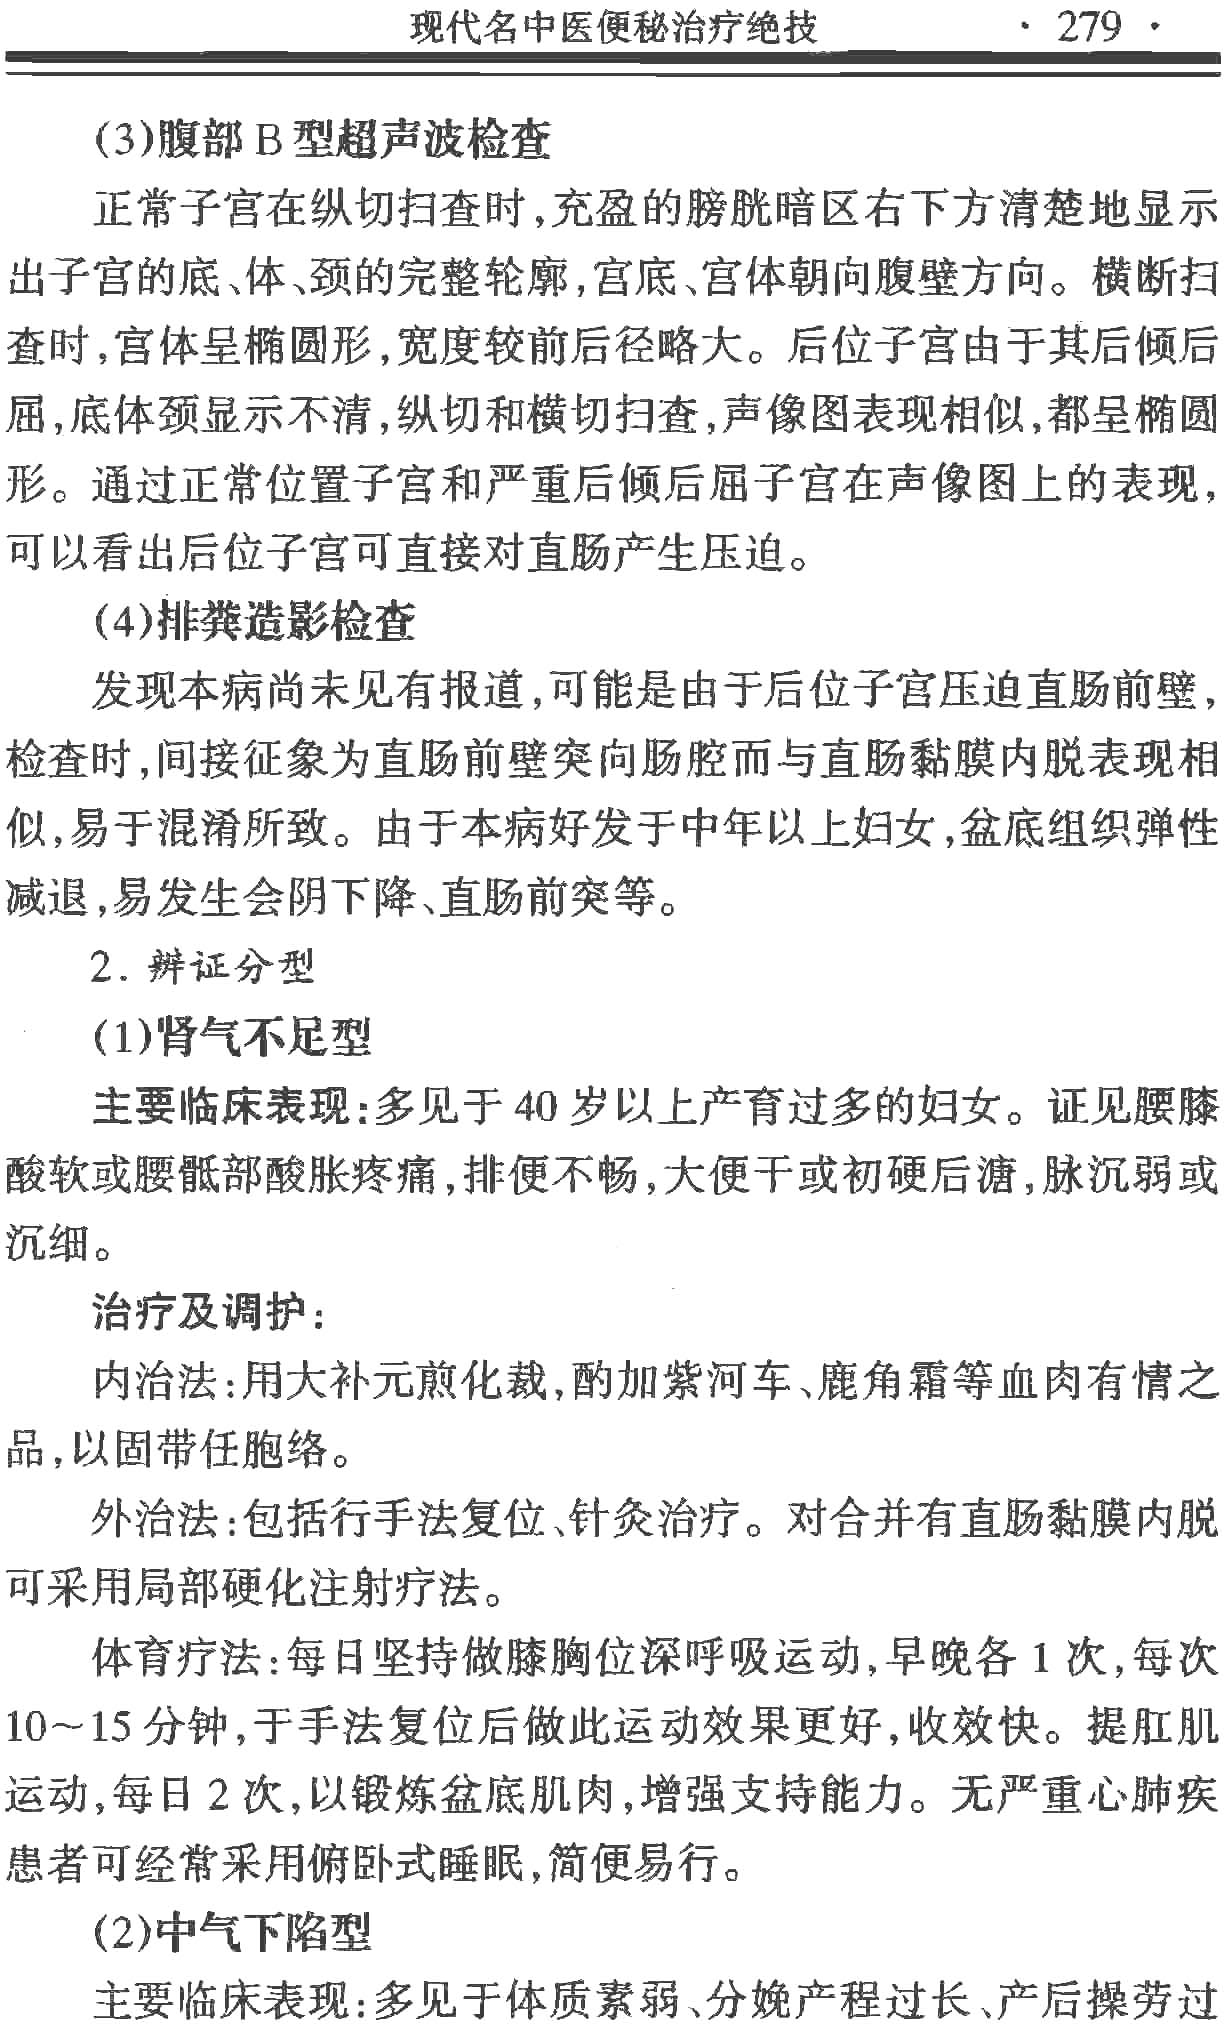 现代名中医便秘治疗绝技 · 279 ·
(3)腹部 B 型超声波检查
正常子宫在纵切扫查时,充盈的膀胱暗区右下方清楚地显示
出子宫的底、体、颈的完整轮廓,宫底、宫体朝向腹壁方向。横断扫
查时,宫体呈椭圆形,宽度较前后径略大。后位子宫由于其后倾后
屈,底体颈显示不清,纵切和横切扫查,声像图表现相似,都呈椭圆
形。通过正常位置子宫和严重后倾后屈子宫在声像图上的表现,
可以看出后位子宫可直接对直肠产生压迫。
(4)排粪造影检查
发现本病尚未见有报道,可能是由于后位子宫压迫直肠前壁,
检查时,间接征象为直肠前壁突向肠腔而与直肠黏膜内脱表现相
似,易于混淆所致。由于本病好发于中年以上妇女,盆底组织弹性
减退,易发生会阴下降、直肠前突等。
2. 辨证分型
(1)肾气不足型
主要临床表现:多见于 40 岁以上产育过多的妇女。证见腰膝
酸软或腰骶部酸胀疼痛,排便不畅,大便干或初硬后溏,脉沉弱或
沉细。
治疗及调护:
内治法:用大补元煎化裁,酌加紫河车、鹿角霜等血肉有情之
品,以固带任胞络。
外治法:包括行手法复位、针灸治疗。对合并有直肠黏膜内脱
可采用局部硬化注射疗法。
体育疗法:每日坚持做膝胸位深呼吸运动,早晚各 1 次,每次
10～15 分钟,于手法复位后做此运动效果更好,收效快。提肛肌
运动,每日 2 次,以锻炼盆底肌肉,增强支持能力。无严重心肺疾
患者可经常采用俯卧式睡眠,简便易行。
(2)中气下陷型
主要临床表现:多见于体质素弱、分娩产程过长、产后操劳过